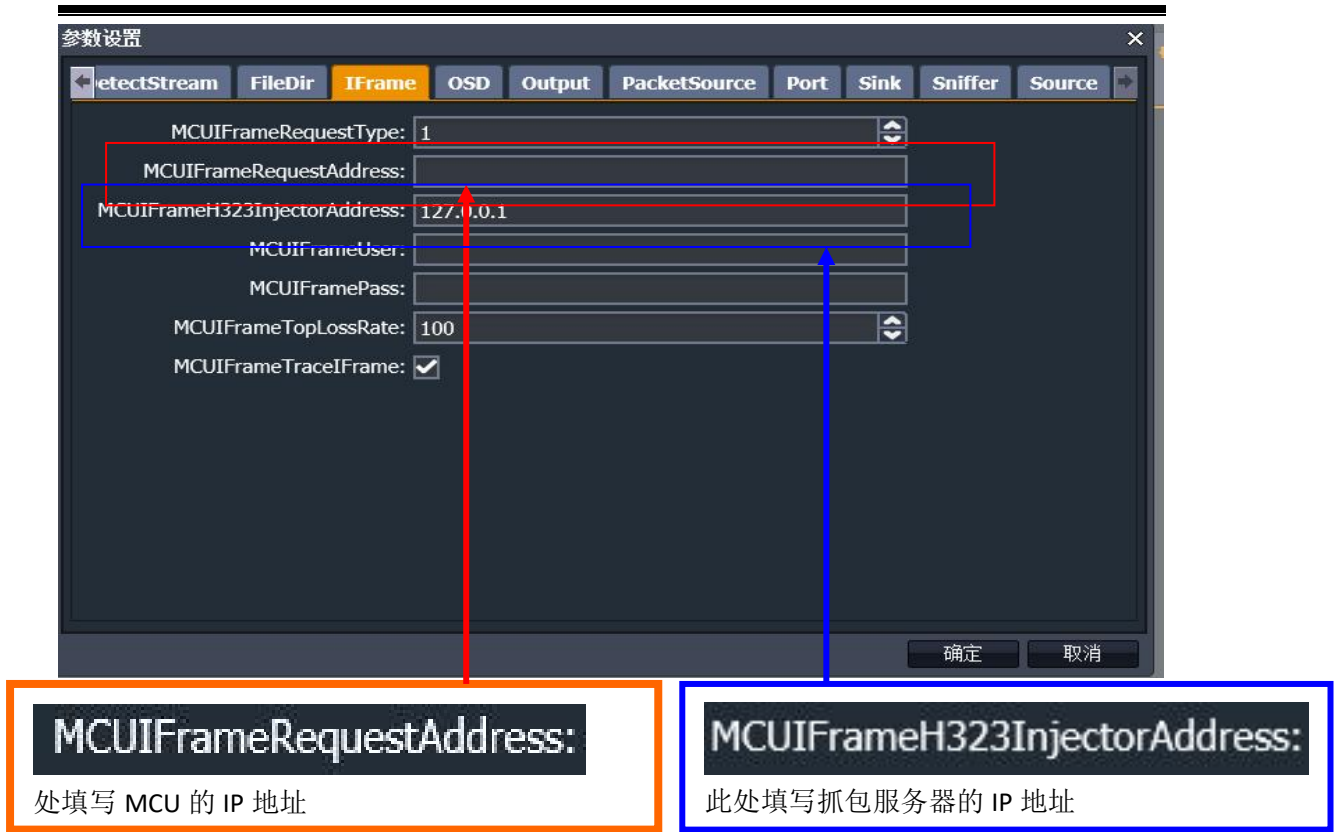 参数设置
etectStream FileDir IFrame OSD Output PacketSource Port Sink Sniffer Source
MCUIFrameRequestType: 1
MCUIFrameRequestAddress:
MCUIFrameH323InjectorAddress: 127.0.0.1
MCUIFrameUser:
MCUIFramePass:
MCUIFrameTopLossRate: 100
MCUIFrameTraceIFrame:
确定 取消
MCUIFrameRequestAddress:
处填写 MCU 的 IP 地址
MCUIFrameH323InjectorAddress:
此处填写抓包服务器的 IP 地址